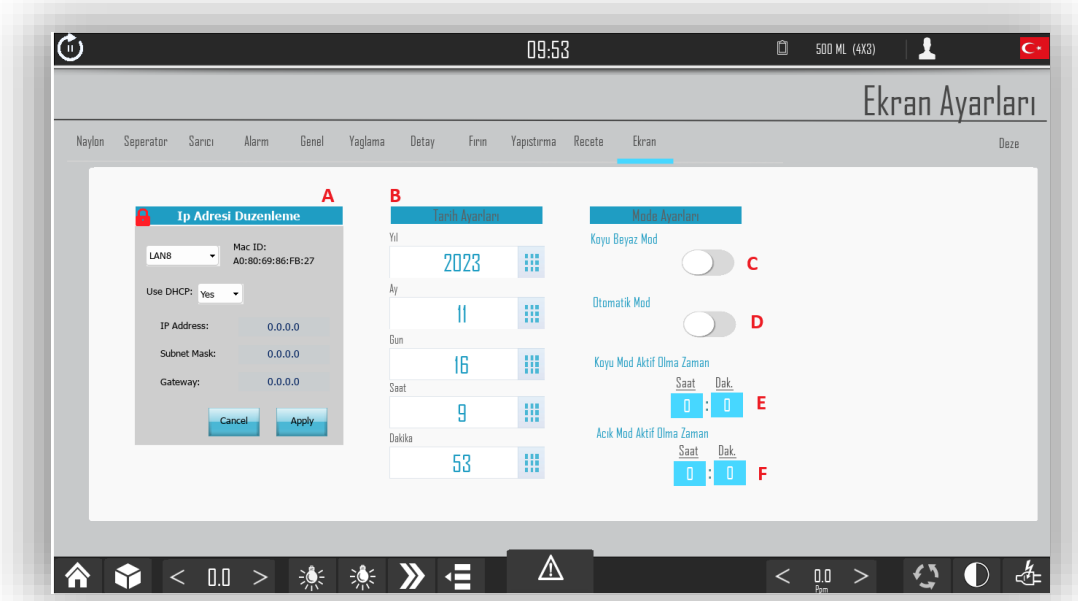 09:53
500 ML (4X3)
Ekran Ayarları
Naylon Seperator Sarıcı Alarm Genel Yaglama Detay Fırın Yapıstırma Recete Ekran Deze
A
Ip Adresi Duzenleme
LAN8
Mac ID:
A0:80:69:86:FB:27
Use DHCP: Yes
IP Address: 0.0.0.0
Subnet Mask: 0.0.0.0
Gateway: 0.0.0.0
Cancel Apply
B
Tarih Ayarları
Yıl
2023
Ay
11
Gun
16
Saat
9
Dakika
53
Mode Ayarları
Koyu Beyaz Mod
C
Otomatik Mod
D
Koyu Mod Aktif Olma Zaman
Saat Dak.
0 : 0 E
Acık Mod Aktif Olma Zaman
Saat Dak.
0 : 0 F
< 0.0 >
< 0.0 >
Ppm